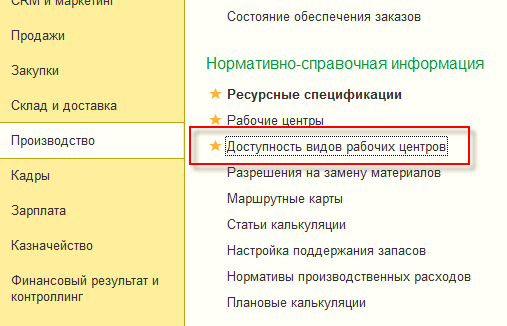 CRM и маркетинг
Продажи
Закупки
Склад и доставка
Производство
Кадры
Зарплата
Казначейство
Финансовый результат и
контроллинг
Состояние обеспечения заказов
Нормативно-справочная информация
Ресурсные спецификации
Рабочие центры
Доступность видов рабочих центров
Разрешения на замену материалов
Маршрутные карты
Статьи калькуляции
Настройка поддержания запасов
Нормативы производственных расходов
Плановые калькуляции